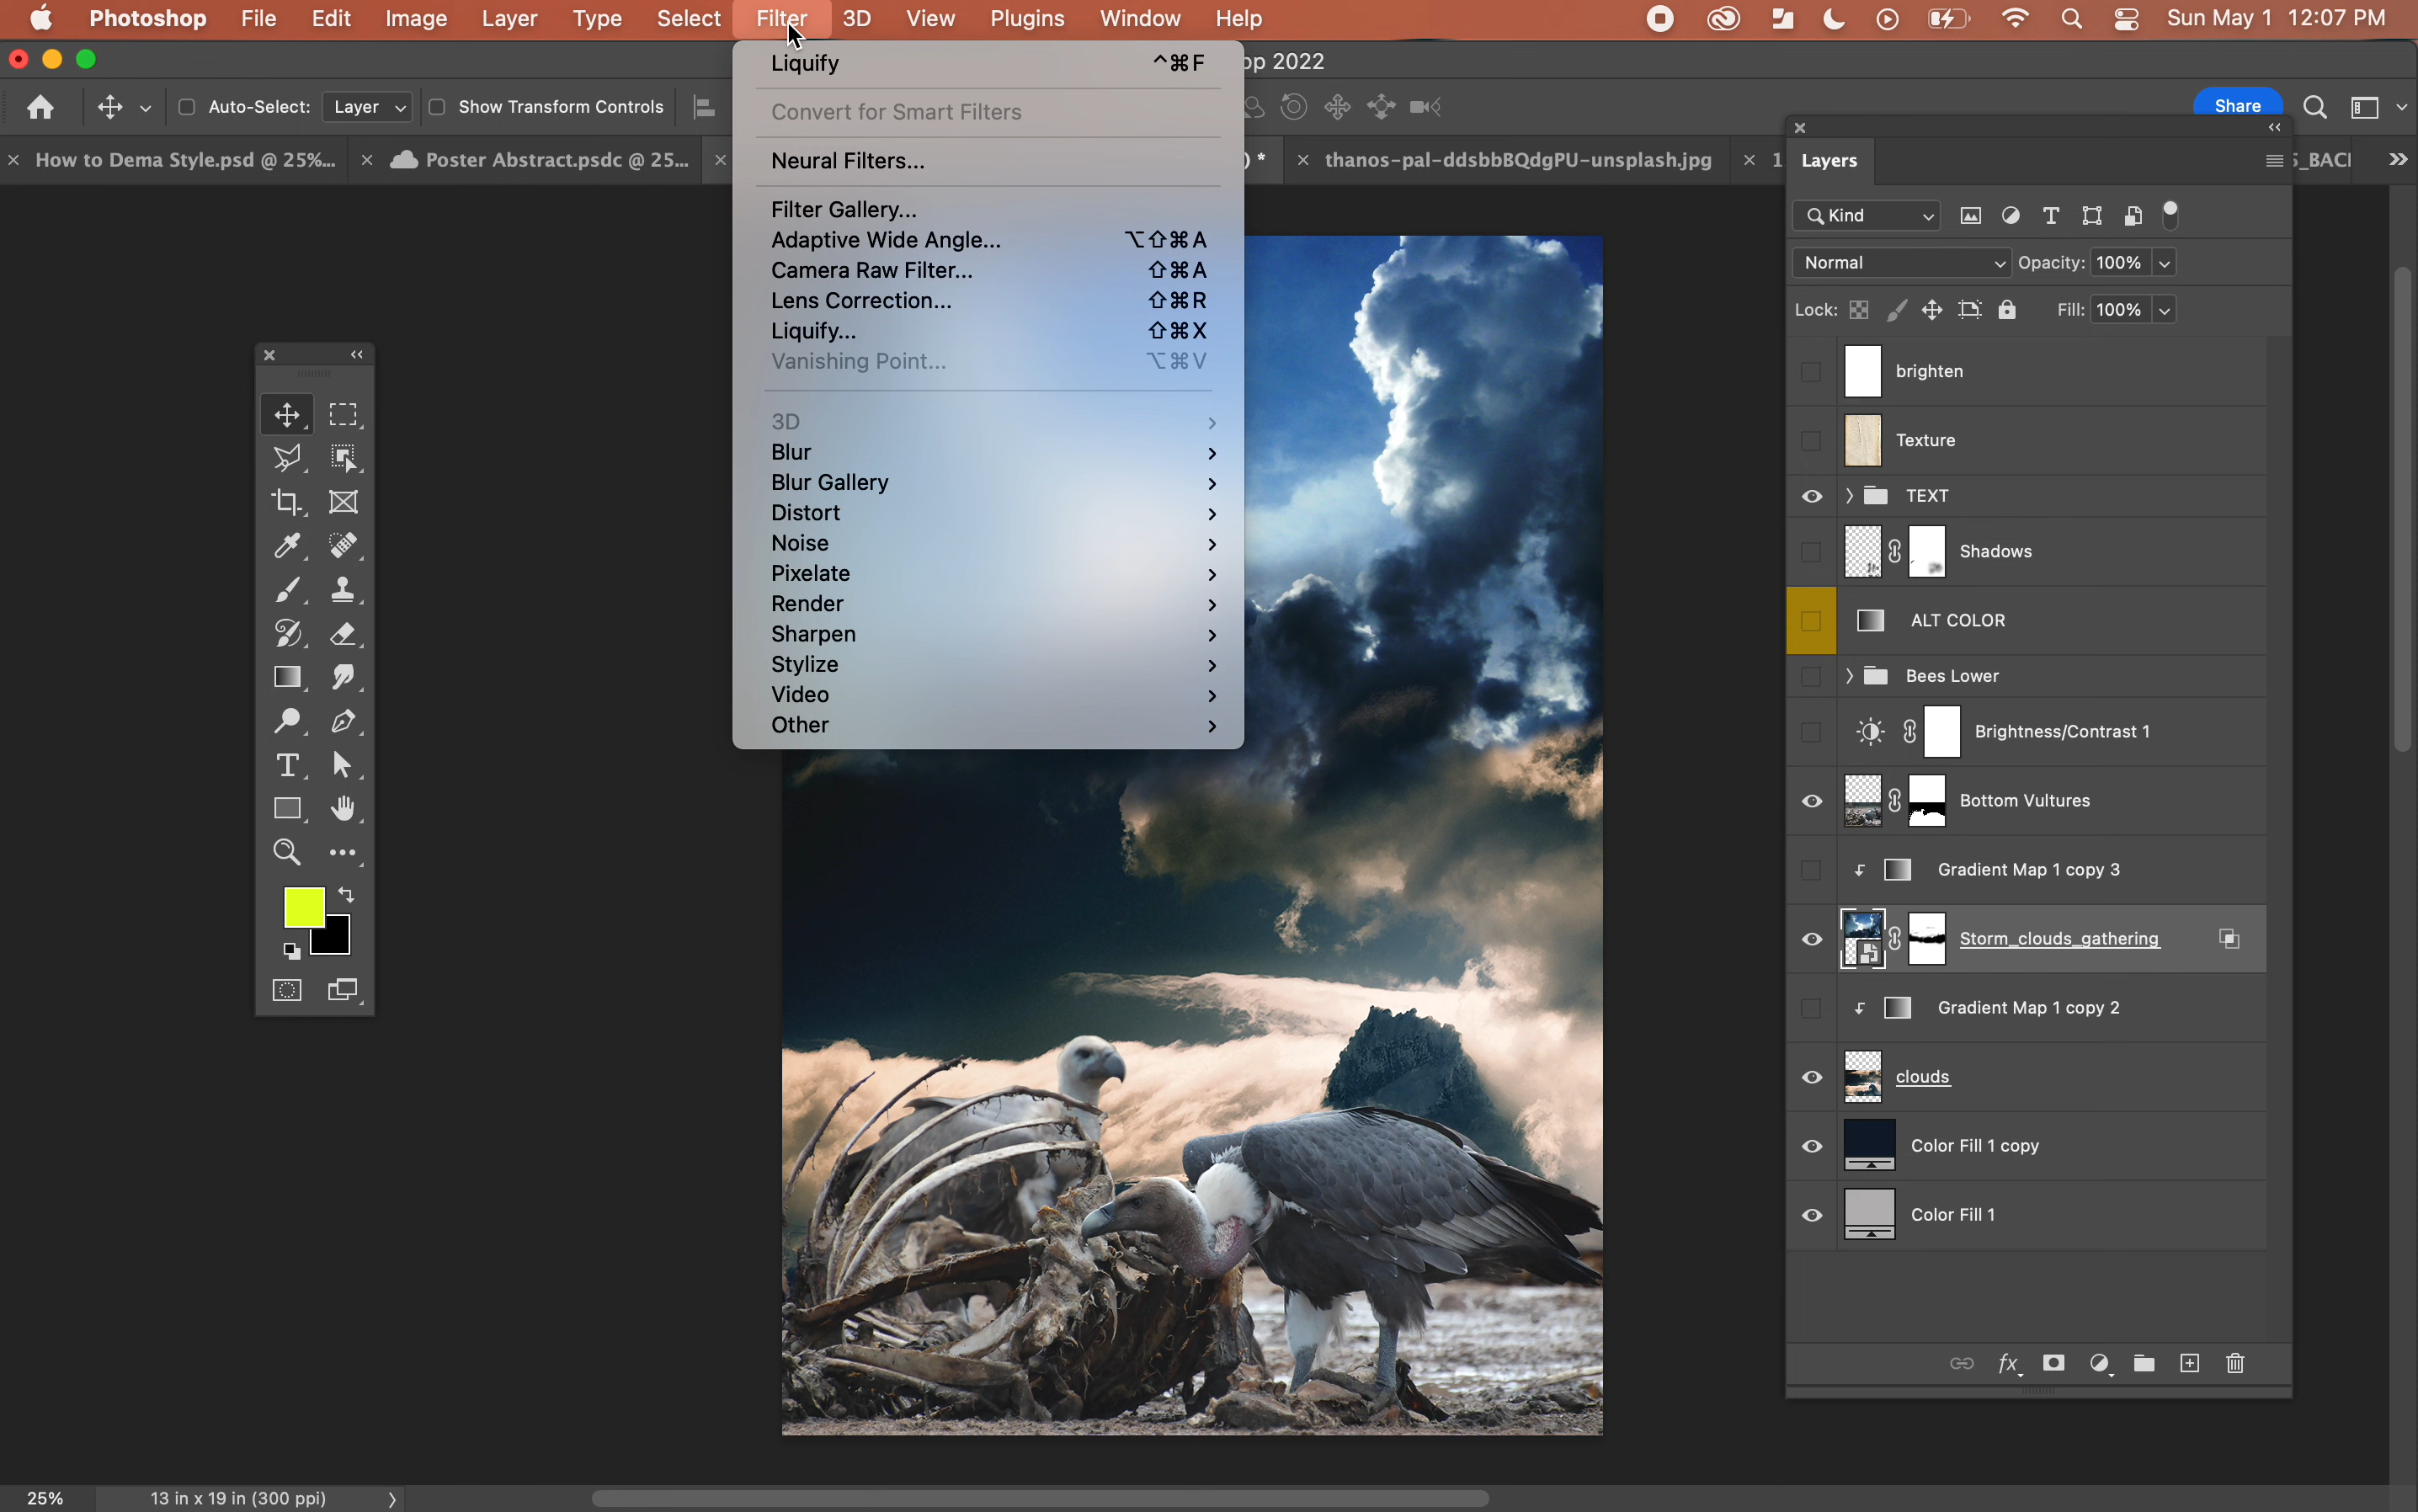 Photoshop File Edit Image Layer Type Select Filter 3D View Plugins Window Help Sun May 1 12:07 PM
op 2022
Auto-Select: Layer Show Transform Controls Share
How to Dema Style.psd @ 25%... Poster Abstract.psdc @ 25... ) * thanos-pal-ddsbbBQdgPU-unsplash.jpg 1 S_BACK
Liquify ⌃⌘F
Convert for Smart Filters
Neural Filters...
Filter Gallery...
Adaptive Wide Angle... ⌥⇧⌘A
Camera Raw Filter... ⇧⌘A
Lens Correction... ⇧⌘R
Liquify... ⇧⌘X
Vanishing Point... ⌥⌘V
3D
Blur
Blur Gallery
Distort
Noise
Pixelate
Render
Sharpen
Stylize
Video
Other
Layers
Kind
Normal Opacity: 100%
Lock: Fill: 100%
brighten
Texture
TEXT
Shadows
ALT COLOR
Bees Lower
Brightness/Contrast 1
Bottom Vultures
Gradient Map 1 copy 3
Storm_clouds_gathering
Gradient Map 1 copy 2
clouds
Color Fill 1 copy
Color Fill 1
fx
25% 13 in x 19 in (300 ppi)